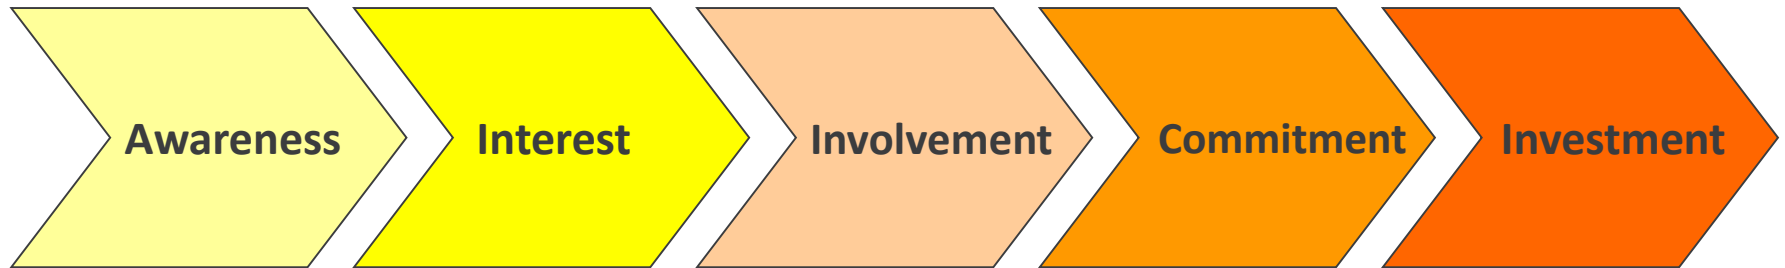 Awareness
Interest
Involvement
Commitment
Investment